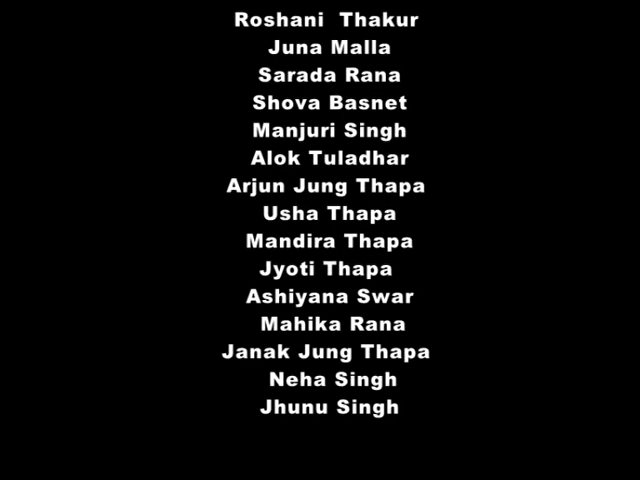 Roshani  Thakur
Juna Malla
Sarada Rana
Shova Basnet
Manjuri Singh
Alok Tuladhar
Arjun Jung Thapa
Usha Thapa
Mandira Thapa
Jyoti Thapa
Ashiyana Swar
Mahika Rana
Janak Jung Thapa
Neha Singh
Jhunu Singh